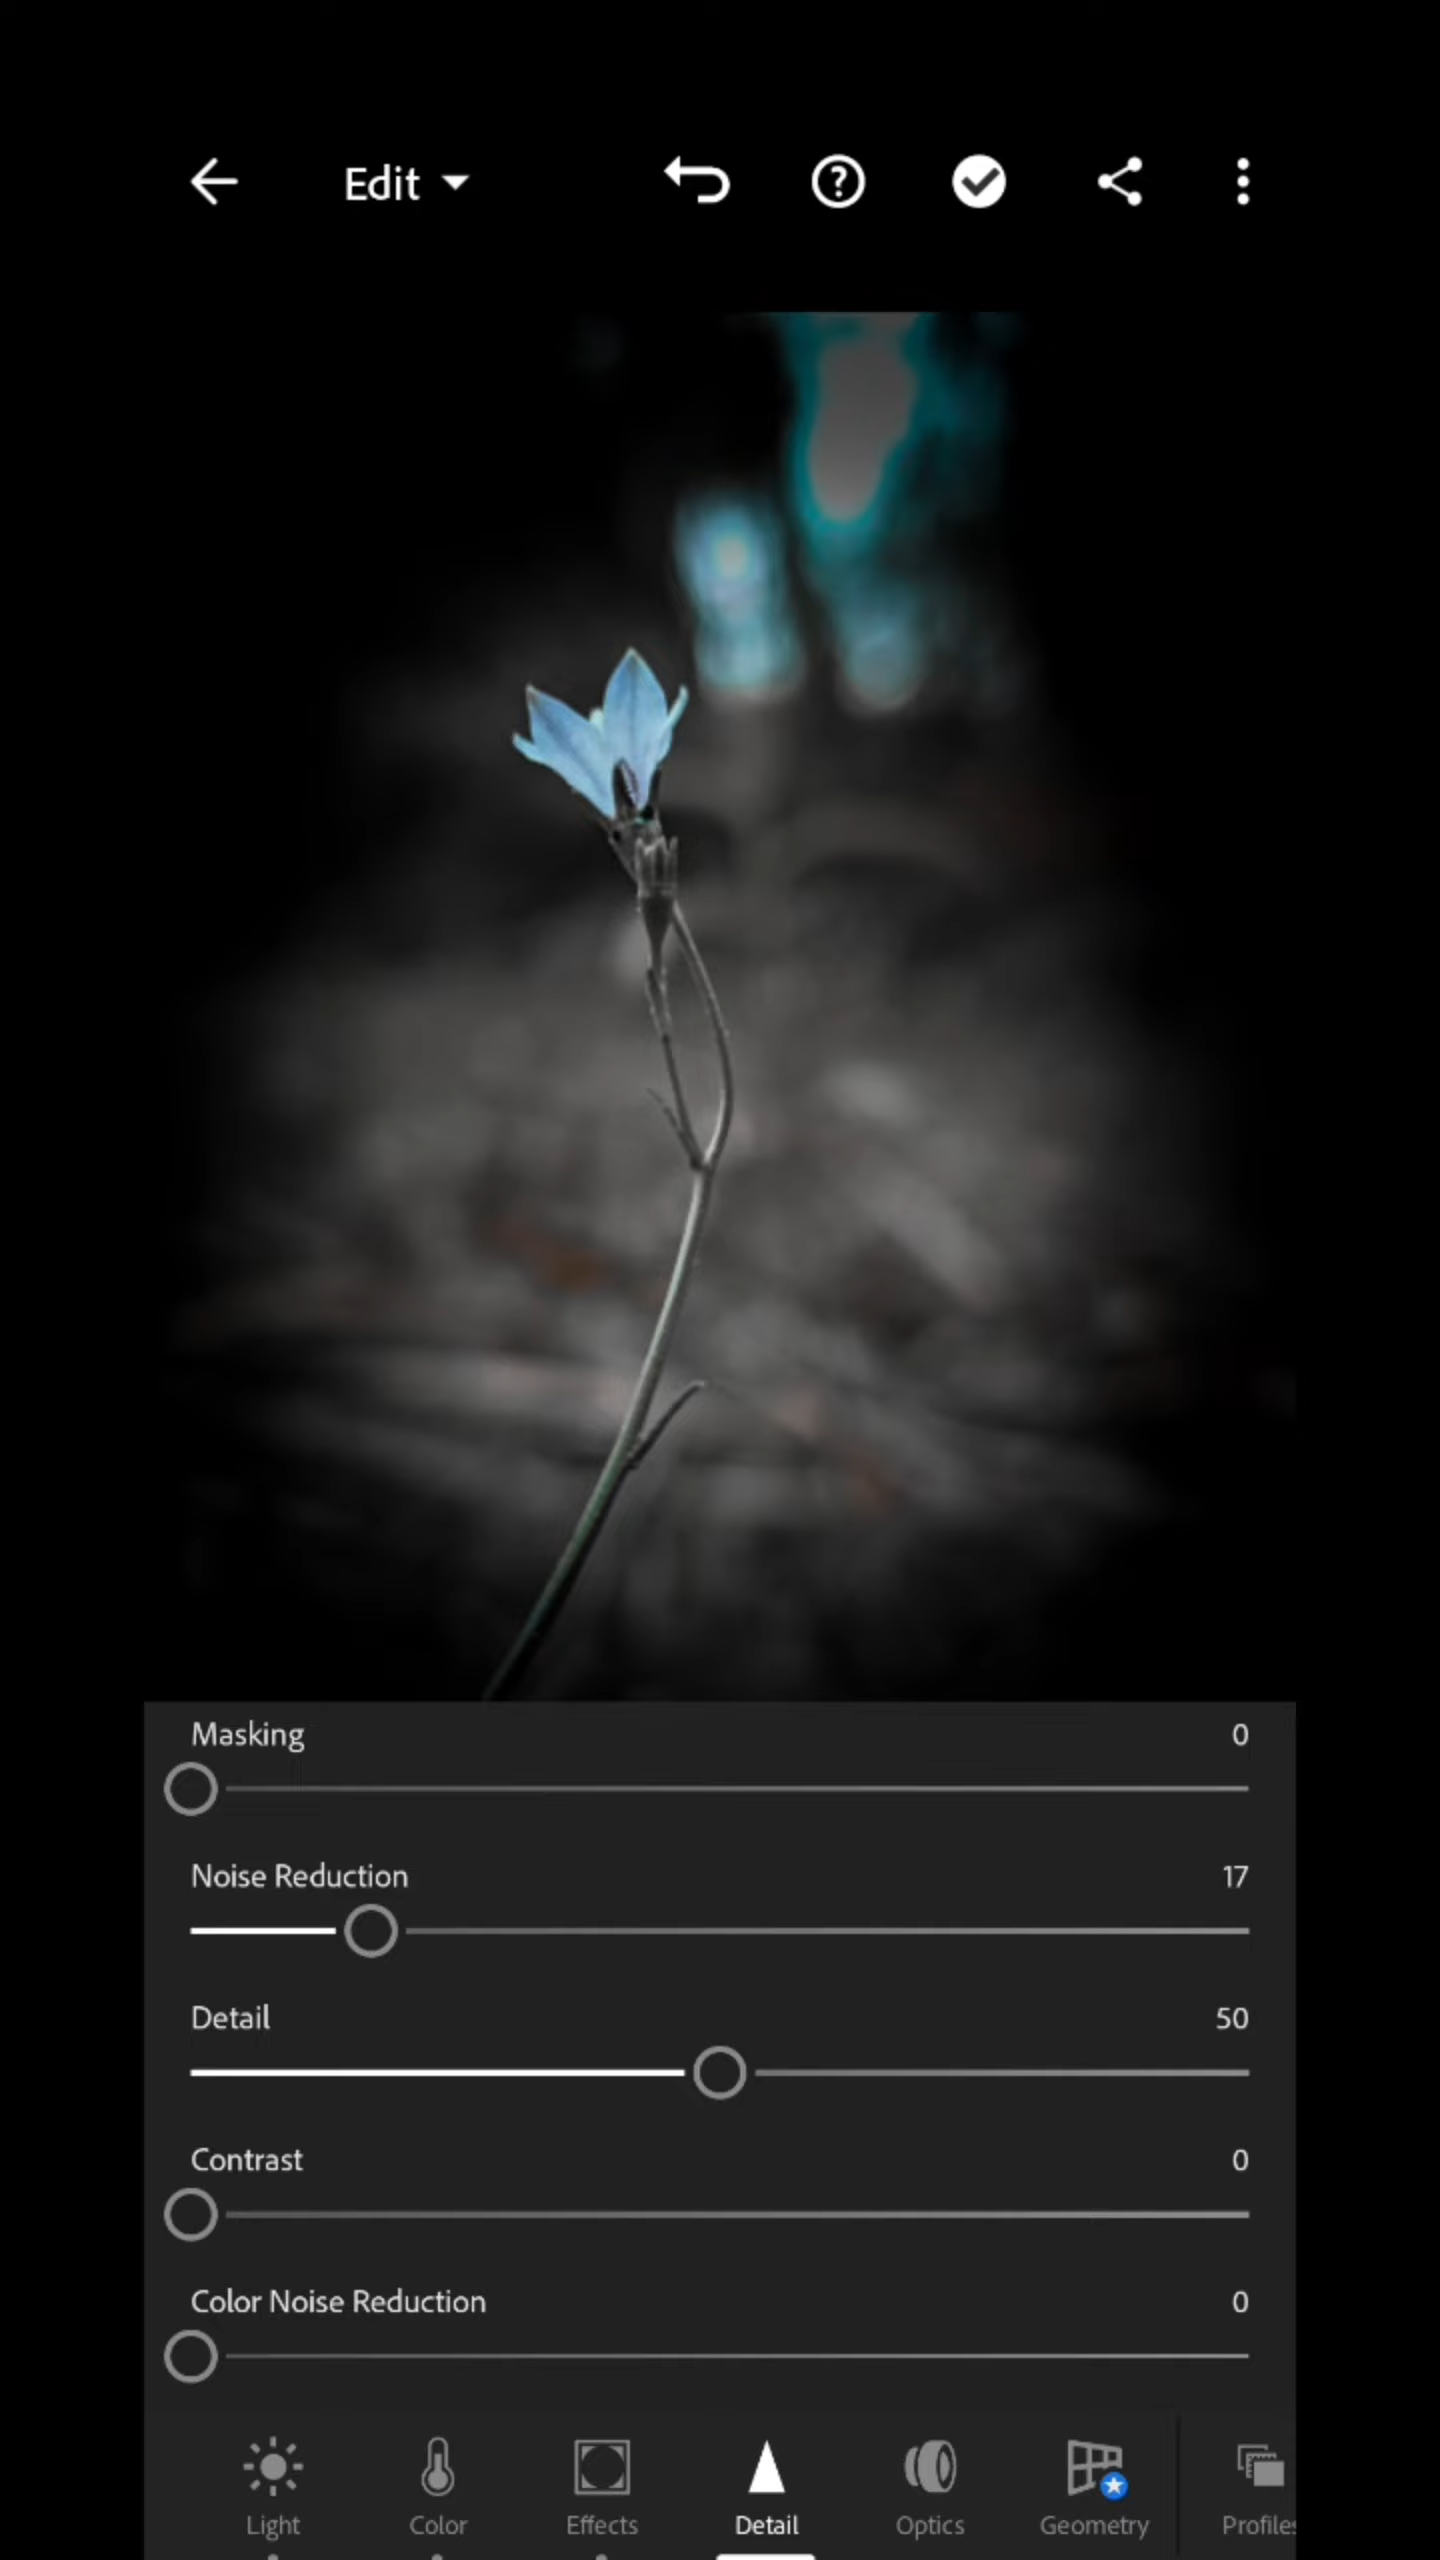 Edit
Masking 0
Noise Reduction 17
Detail 50
Contrast 0
Color Noise Reduction 0
Light Color Effects Detail Optics Geometry Profiles